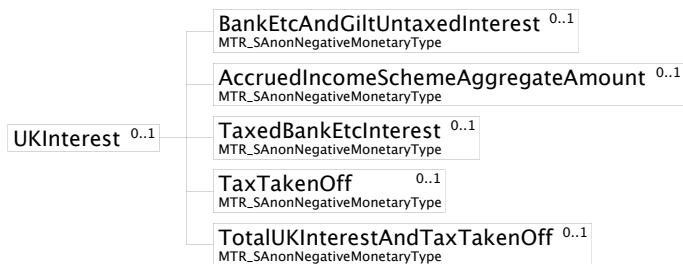 BankEtcAndGiltUntaxedInterest 0..1
MTR_SAnonNegativeMonetaryType
AccruedIncomeSchemeAggregateAmount 0..1
MTR_SAnonNegativeMonetaryType
UKInterest 0..1
TaxedBankEtcInterest 0..1
MTR_SAnonNegativeMonetaryType
TaxTakenOff 0..1
MTR_SAnonNegativeMonetaryType
TotalUKInterestAndTaxTakenOff 0..1
MTR_SAnonNegativeMonetaryType